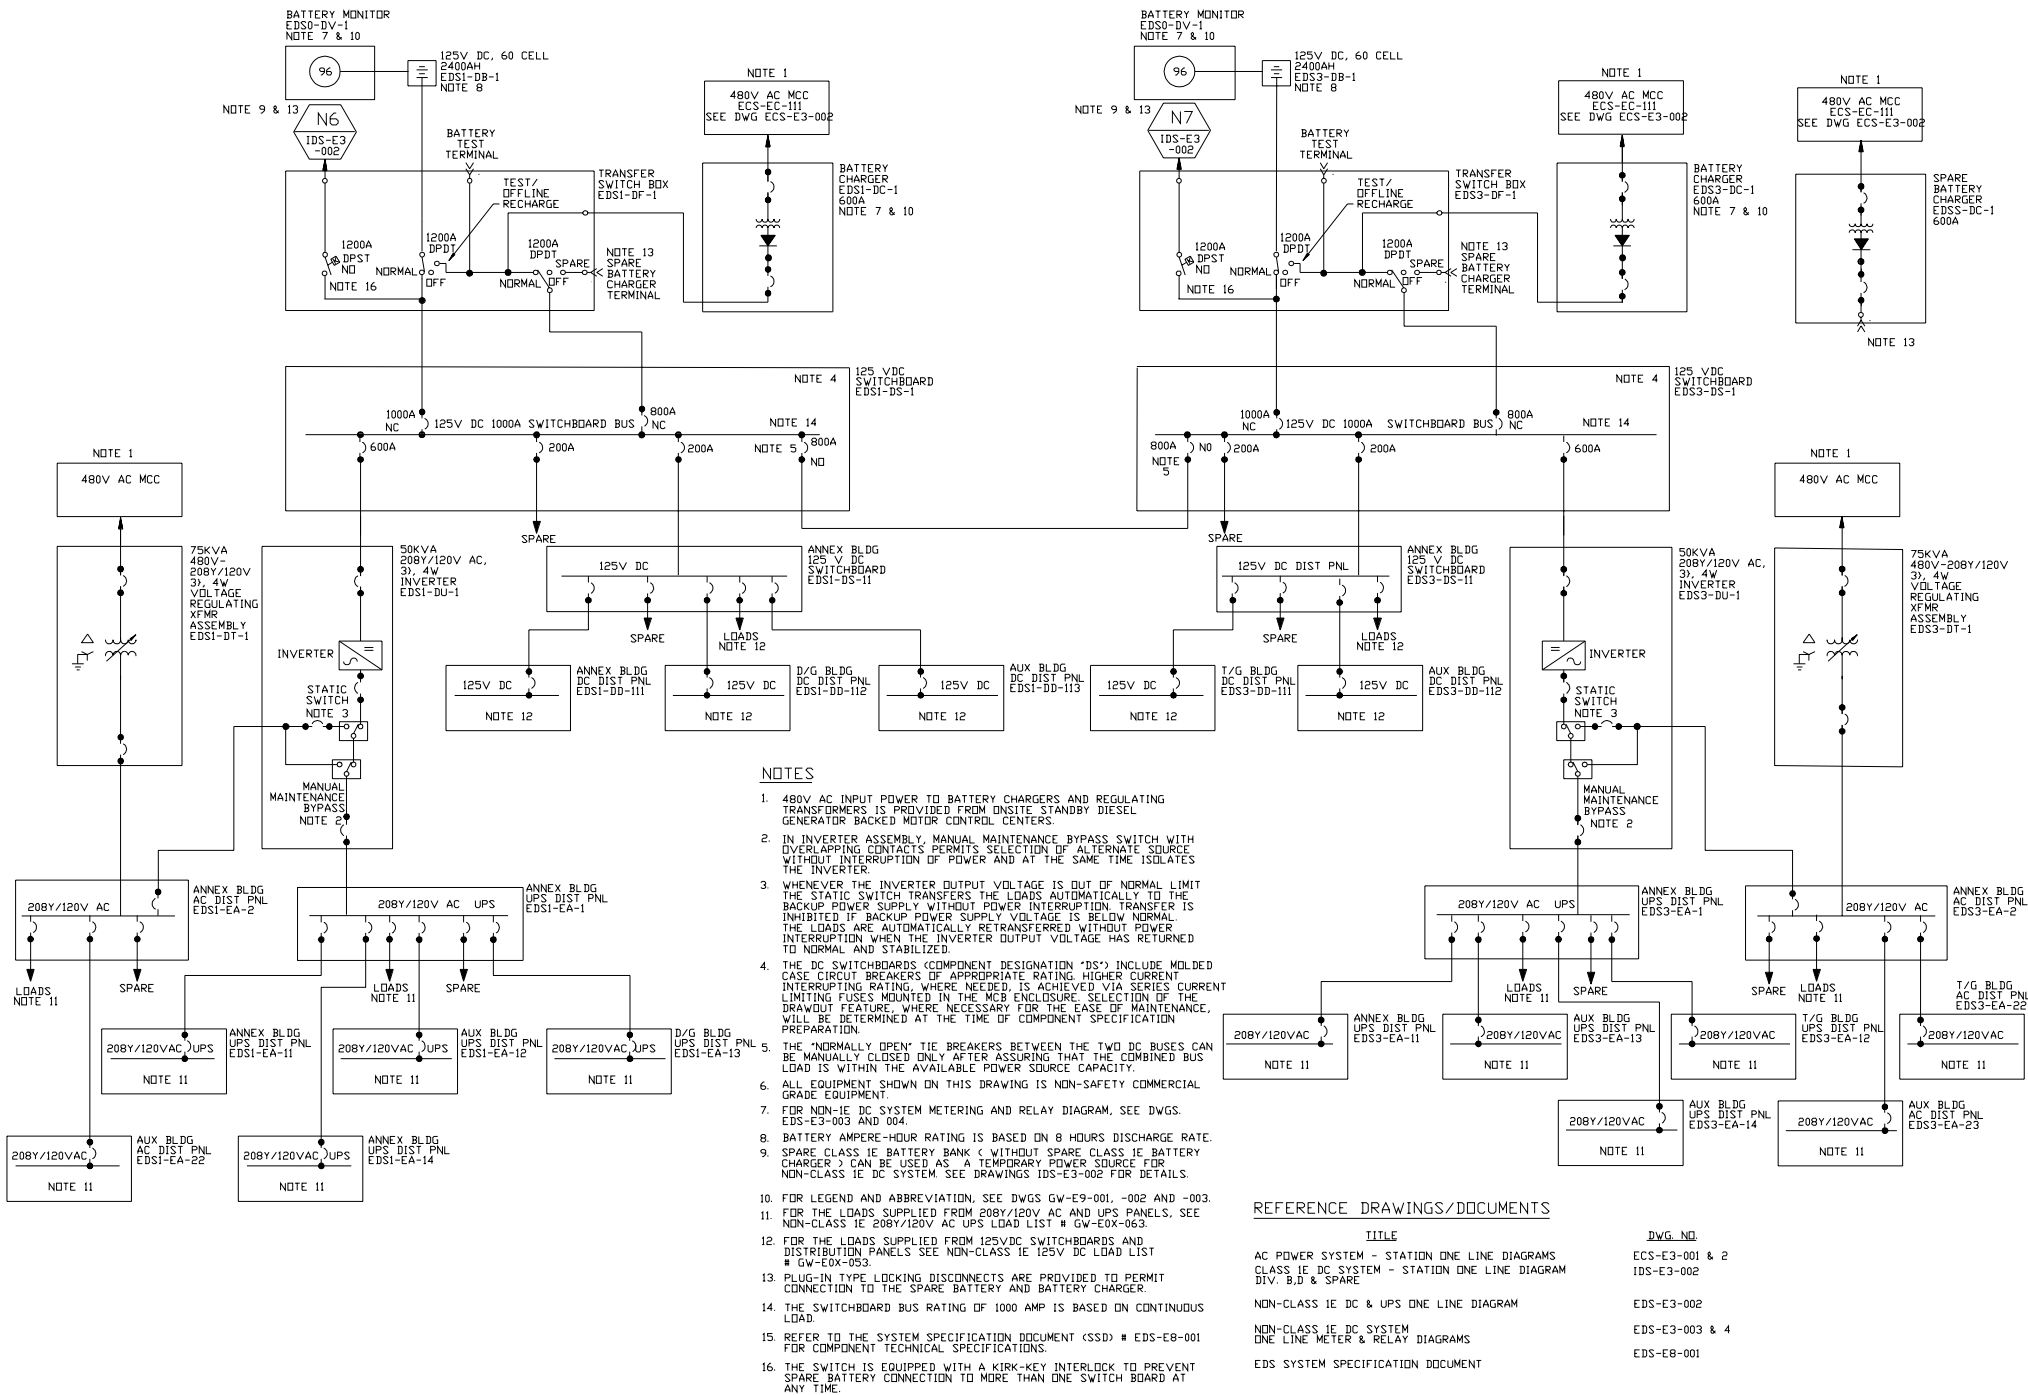 BATTERY MONITOR
EDS0-DV-1
NOTE 7 & 10
96
125V DC, 60 CELL
2400AH
EDS1-DB-1
NOTE 8
NOTE 9 & 13
N6
IDS-E3
-002
BATTERY
TEST
TERMINAL
NOTE 1
480V AC MCC
ECS-EC-111
SEE DWG ECS-E3-002
TEST/
OFFLINE
RECHARGE
TRANSFER
SWITCH BOX
EDS1-DF-1
BATTERY
CHARGER
EDS1-DC-1
600A
NOTE 7 & 10
1200A
DPST
NO
NOTE 16
1200A
DPDT
NORMAL
OFF
1200A
DPDT
SPARE
NORMAL
OFF
NOTE 13
SPARE
BATTERY
CHARGER
TERMINAL
BATTERY MONITOR
EDS0-DV-1
NOTE 7 & 10
96
125V DC, 60 CELL
2400AH
EDS3-DB-1
NOTE 8
NOTE 9 & 13
N7
IDS-E3
-002
BATTERY
TEST
TERMINAL
NOTE 1
480V AC MCC
ECS-EC-111
SEE DWG ECS-E3-002
TEST/
OFFLINE
RECHARGE
TRANSFER
SWITCH BOX
EDS3-DF-1
BATTERY
CHARGER
EDS3-DC-1
600A
NOTE 7 & 10
1200A
DPST
NO
NOTE 16
1200A
DPDT
NORMAL
OFF
1200A
DPDT
SPARE
NORMAL
OFF
NOTE 13
SPARE
BATTERY
CHARGER
TERMINAL
NOTE 1
480V AC MCC
ECS-EC-111
SEE DWG ECS-E3-002
SPARE
BATTERY
CHARGER
EDSS-DC-1
600A
NOTE 13
NOTE 4
125 VDC
SWITCHBOARD
EDS1-DS-1
1000A
NC
125V DC 1000A SWITCHBOARD BUS
800A
NC
NOTE 14
600A
200A
200A
NOTE 5
800A
NO
SPARE
NOTE 4
125 VDC
SWITCHBOARD
EDS3-DS-1
1000A
NC
125V DC 1000A SWITCHBOARD BUS
800A
NC
NOTE 14
800A
NOTE
5
NO
200A
200A
600A
SPARE
NOTE 1
480V AC MCC
75KVA
480V-
208Y/120V
3), 4W
VOLTAGE
REGULATING
XFMR
ASSEMBLY
EDS1-DT-1
50KVA
208Y/120V AC,
3), 4W
INVERTER
EDS1-DU-1
INVERTER
STATIC
SWITCH
NOTE 3
MANUAL
MAINTENANCE
BYPASS
NOTE 2
125V DC
ANNEX BLDG
125 V DC
SWITCHBOARD
EDS1-DS-11
SPARE
LOADS
NOTE 12
125V DC
NOTE 12
ANNEX BLDG
DC DIST PNL
EDS1-DD-111
125V DC
NOTE 12
D/G BLDG
DC DIST PNL
EDS1-DD-112
125V DC
NOTE 12
AUX BLDG
DC DIST PNL
EDS1-DD-113
125V DC DIST PNL
ANNEX BLDG
125 V DC
SWITCHBOARD
EDS3-DS-11
SPARE
LOADS
NOTE 12
125V DC
NOTE 12
T/G BLDG
DC DIST PNL
EDS3-DD-111
125V DC
NOTE 12
AUX BLDG
DC DIST PNL
EDS3-DD-112
50KVA
208Y/120V AC,
3), 4W
INVERTER
EDS3-DU-1
INVERTER
STATIC
SWITCH
NOTE 3
MANUAL
MAINTENANCE
BYPASS
NOTE 2
NOTE 1
480V AC MCC
75KVA
480V-208Y/120V
3), 4W
VOLTAGE
REGULATING
XFMR
ASSEMBLY
EDS3-DT-1
208Y/120V AC
ANNEX BLDG
AC DIST PNL
EDS1-EA-2
LOADS
NOTE 11
SPARE
208Y/120V AC UPS
ANNEX BLDG
UPS DIST PNL
EDS1-EA-1
LOADS
NOTE 11
SPARE
208Y/120VAC UPS
NOTE 11
ANNEX BLDG
UPS DIST PNL
EDS1-EA-11
208Y/120VAC UPS
NOTE 11
AUX BLDG
UPS DIST PNL
EDS1-EA-12
208Y/120VAC UPS
NOTE 11
D/G BLDG
UPS DIST PNL
EDS1-EA-13
208Y/120VAC
NOTE 11
AUX BLDG
AC DIST PNL
EDS1-EA-22
208Y/120VAC UPS
NOTE 11
ANNEX BLDG
UPS DIST PNL
EDS1-EA-14
208Y/120V AC UPS
ANNEX BLDG
UPS DIST PNL
EDS3-EA-1
LOADS
NOTE 11
SPARE
208Y/120V AC
ANNEX BLDG
AC DIST PNL
EDS3-EA-2
SPARE
LOADS
NOTE 11
208Y/120VAC
NOTE 11
ANNEX BLDG
UPS DIST PNL
EDS3-EA-11
208Y/120VAC
NOTE 11
AUX BLDG
UPS DIST PNL
EDS3-EA-13
208Y/120VAC
NOTE 11
T/G BLDG
UPS DIST PNL
EDS3-EA-12
T/G BLDG
AC DIST PNL
EDS3-EA-22
208Y/120VAC
NOTE 11
208Y/120VAC
NOTE 11
AUX BLDG
UPS DIST PNL
EDS3-EA-14
208Y/120VAC
NOTE 11
AUX BLDG
AC DIST PNL
EDS3-EA-23
NOTES
1. 480V AC INPUT POWER TO BATTERY CHARGERS AND REGULATING
TRANSFORMERS IS PROVIDED FROM ONSITE STANDBY DIESEL
GENERATOR BACKED MOTOR CONTROL CENTERS.
2. IN INVERTER ASSEMBLY, MANUAL MAINTENANCE BYPASS SWITCH WITH
OVERLAPPING CONTACTS PERMITS SELECTION OF ALTERNATE SOURCE
WITHOUT INTERRUPTION OF POWER AND AT THE SAME TIME ISOLATES
THE INVERTER.
3. WHENEVER THE INVERTER OUTPUT VOLTAGE IS OUT OF NORMAL LIMIT
THE STATIC SWITCH TRANSFERS THE LOADS AUTOMATICALLY TO THE
BACKUP POWER SUPPLY WITHOUT POWER INTERRUPTION. TRANSFER IS
INHIBITED IF BACKUP POWER SUPPLY VOLTAGE IS BELOW NORMAL.
THE LOADS ARE AUTOMATICALLY RETRANSFERRED WITHOUT POWER
INTERRUPTION WHEN THE INVERTER OUTPUT VOLTAGE HAS RETURNED
TO NORMAL AND STABILIZED.
4. THE DC SWITCHBOARDS (COMPONENT DESIGNATION "DS") INCLUDE MOLDED
CASE CIRCUT BREAKERS OF APPROPRIATE RATING. HIGHER CURRENT
INTERRUPTING RATING, WHERE NEEDED, IS ACHIEVED VIA SERIES CURRENT
LIMITING FUSES MOUNTED IN THE MCB ENCLOSURE. SELECTION OF THE
DRAWOUT FEATURE, WHERE NECESSARY FOR THE EASE OF MAINTENANCE,
WILL BE DETERMINED AT THE TIME OF COMPONENT SPECIFICATION
PREPARATION.
5. THE "NORMALLY OPEN" TIE BREAKERS BETWEEN THE TWO DC BUSES CAN
BE MANUALLY CLOSED ONLY AFTER ASSURING THAT THE COMBINED BUS
LOAD IS WITHIN THE AVAILABLE POWER SOURCE CAPACITY.
6. ALL EQUIPMENT SHOWN ON THIS DRAWING IS NON-SAFETY COMMERCIAL
GRADE EQUIPMENT.
7. FOR NON-1E DC SYSTEM METERING AND RELAY DIAGRAM, SEE DWGS.
EDS-E3-003 AND 004.
8. BATTERY AMPERE-HOUR RATING IS BASED ON 8 HOURS DISCHARGE RATE.
9. SPARE CLASS 1E BATTERY BANK ( WITHOUT SPARE CLASS 1E BATTERY
CHARGER ) CAN BE USED AS A TEMPORARY POWER SOURCE FOR
NON-CLASS 1E DC SYSTEM. SEE DRAWINGS IDS-E3-002 FOR DETAILS.
10. FOR LEGEND AND ABBREVIATION, SEE DWGS GW-E9-001, -002 AND -003.
11. FOR THE LOADS SUPPLIED FROM 208Y/120V AC AND UPS PANELS, SEE
NON-CLASS 1E 208Y/120V AC UPS LOAD LIST # GW-E0X-063.
12. FOR THE LOADS SUPPLIED FROM 125VDC SWITCHBOARDS AND
DISTRIBUTION PANELS SEE NON-CLASS 1E 125V DC LOAD LIST
# GW-E0X-053.
13. PLUG-IN TYPE LOCKING DISCONNECTS ARE PROVIDED TO PERMIT
CONNECTION TO THE SPARE BATTERY AND BATTERY CHARGER.
14. THE SWITCHBOARD BUS RATING OF 1000 AMP IS BASED ON CONTINUOUS
LOAD.
15. REFER TO THE SYSTEM SPECIFICATION DOCUMENT (SSD) # EDS-E8-001
FOR COMPONENT TECHNICAL SPECIFICATIONS.
16. THE SWITCH IS EQUIPPED WITH A KIRK-KEY INTERLOCK TO PREVENT
SPARE BATTERY CONNECTION TO MORE THAN ONE SWITCH BOARD AT
ANY TIME.
REFERENCE DRAWINGS/DOCUMENTS
TITLE DWG. NO.
AC POWER SYSTEM - STATION ONE LINE DIAGRAMS ECS-E3-001 & 2
CLASS 1E DC SYSTEM - STATION ONE LINE DIAGRAM IDS-E3-002
DIV. B,D & SPARE
NON-CLASS 1E DC & UPS ONE LINE DIAGRAM EDS-E3-002
NON-CLASS 1E DC SYSTEM EDS-E3-003 & 4
ONE LINE METER & RELAY DIAGRAMS
EDS SYSTEM SPECIFICATION DOCUMENT EDS-E8-001